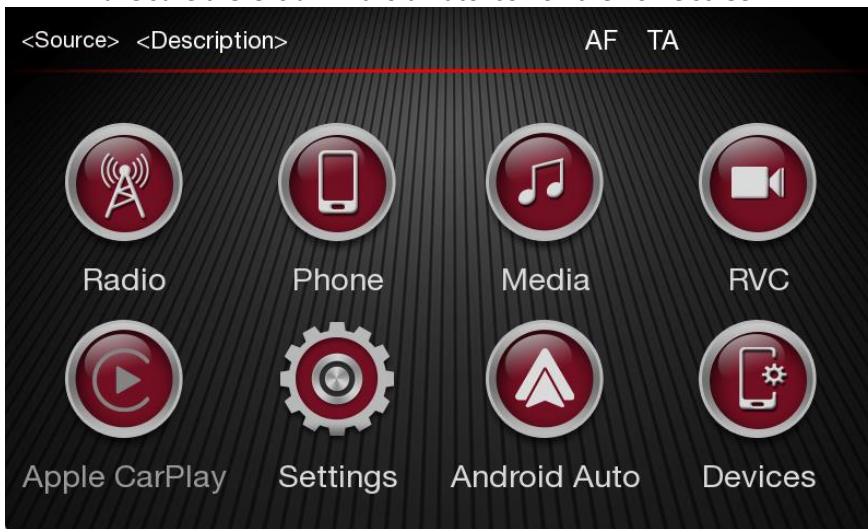 <Source> <Description> AF TA
Radio Phone Media RVC
Apple CarPlay Settings Android Auto Devices